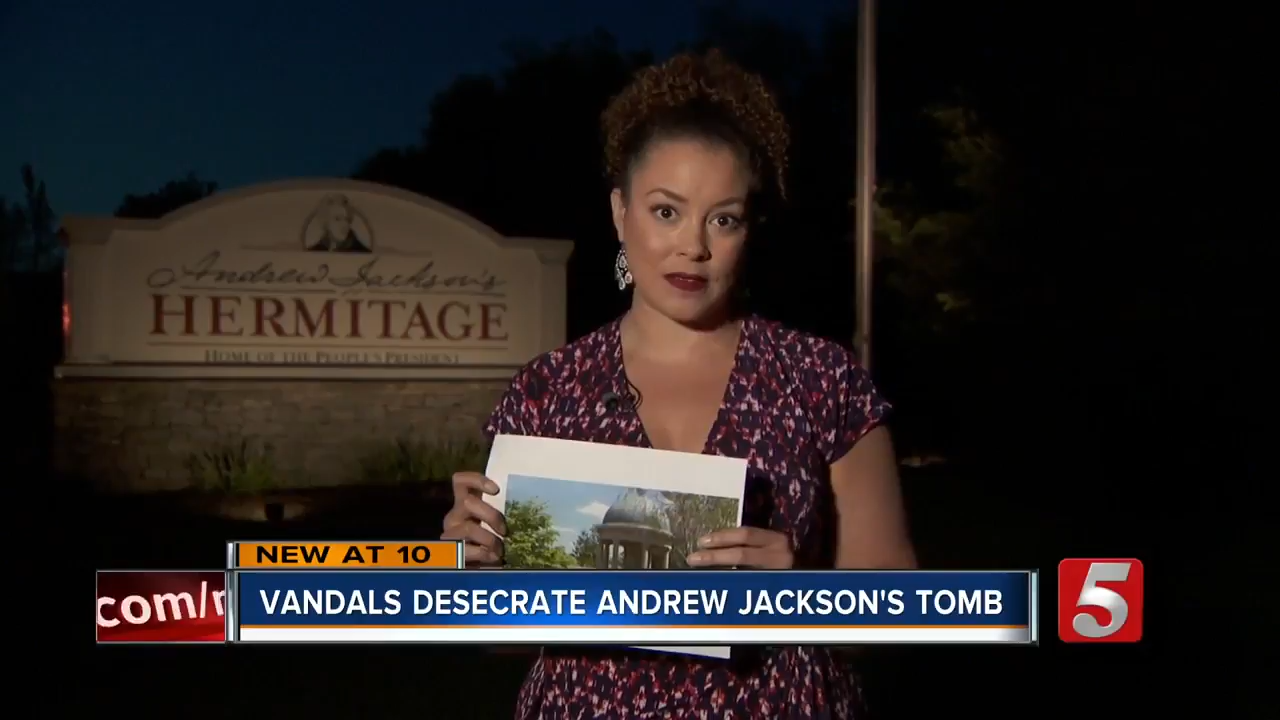 Andrew Jackson's
HERMITAGE
HOME OF THE PEOPLE'S PRESIDENT
NEW AT 10
com/n
VANDALS DESECRATE ANDREW JACKSON'S TOMB
5